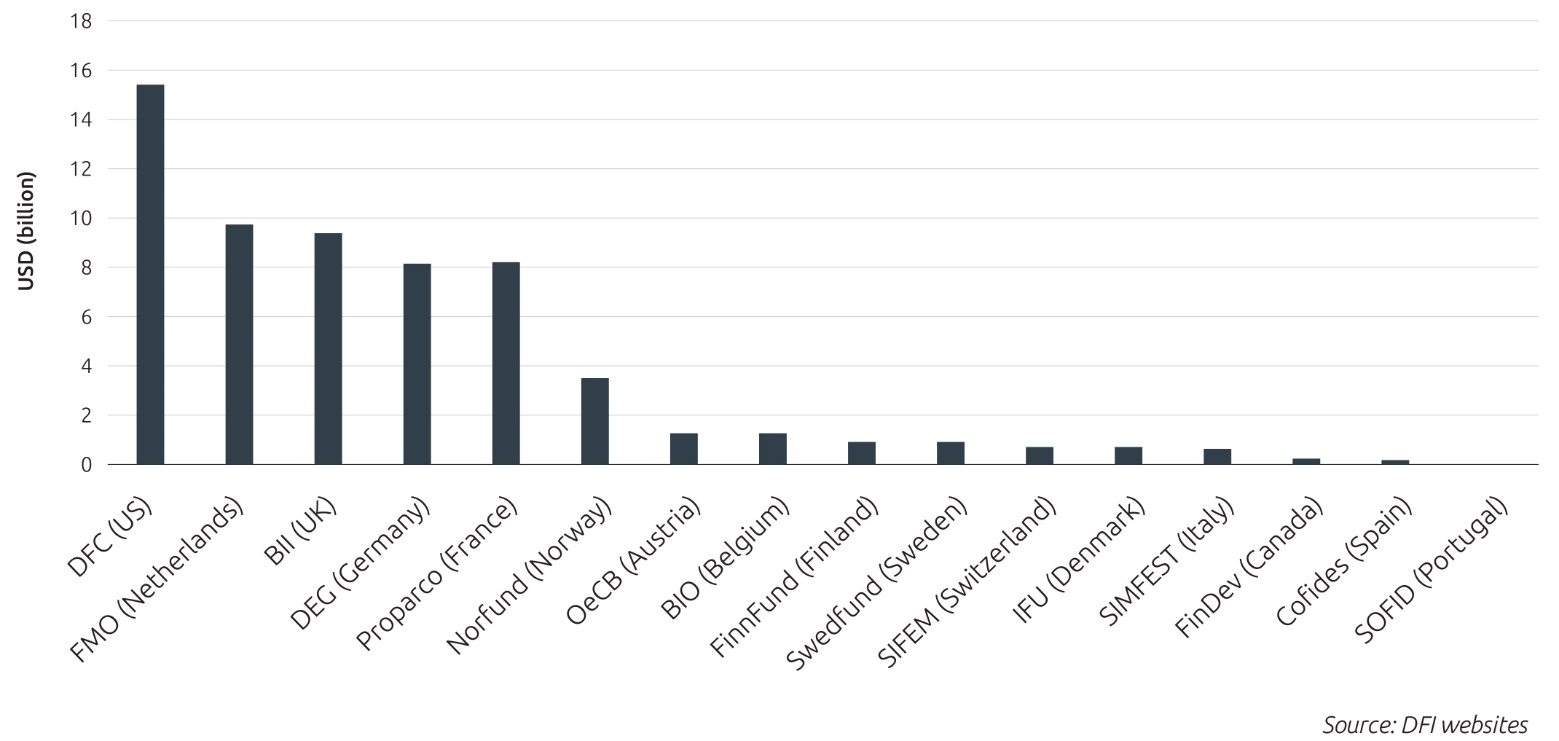 18
16
14
12
10
8
6
4
2
0
USD (billion)
DFC (US)
FMO (Netherlands)
BII (UK)
DEG (Germany)
Proparco (France)
Norfund (Norway)
OeCB (Austria)
BIO (Belgium)
FinnFund (Finland)
Swedfund (Sweden)
SIFEM (Switzerland)
IFU (Denmark)
SIMFEST (Italy)
FinDev (Canada)
Cofides (Spain)
SOFID (Portugal)
Source: DFI websites